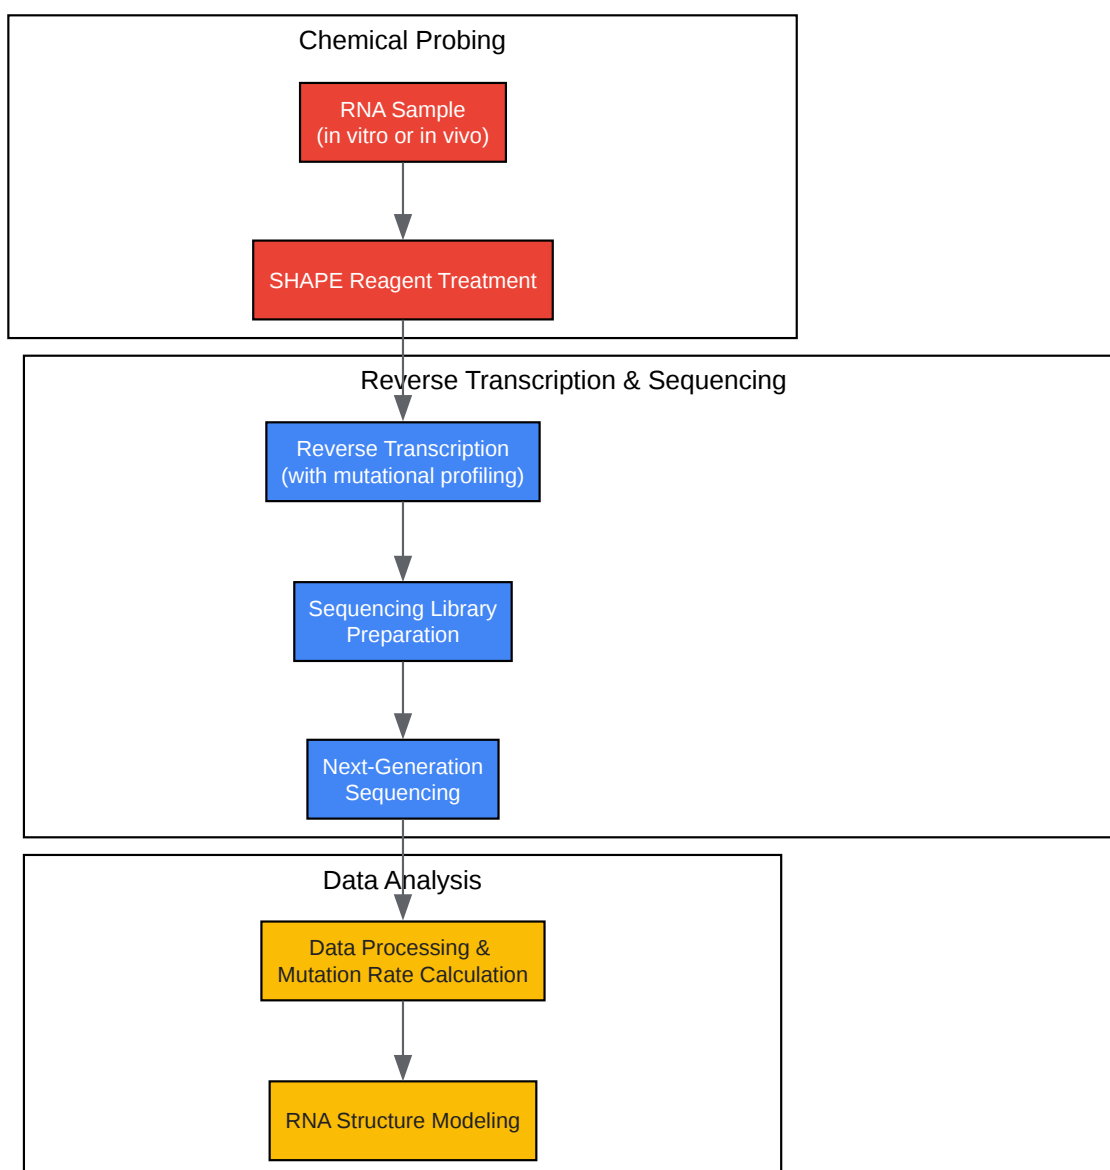 Chemical Probing
RNA Sample
(in vitro or in vivo)
SHAPE Reagent Treatment
Reverse Transcription & Sequencing
Reverse Transcription
(with mutational profiling)
Sequencing Library
Preparation
Next-Generation
Sequencing
Data Analysis
Data Processing &
Mutation Rate Calculation
RNA Structure Modeling